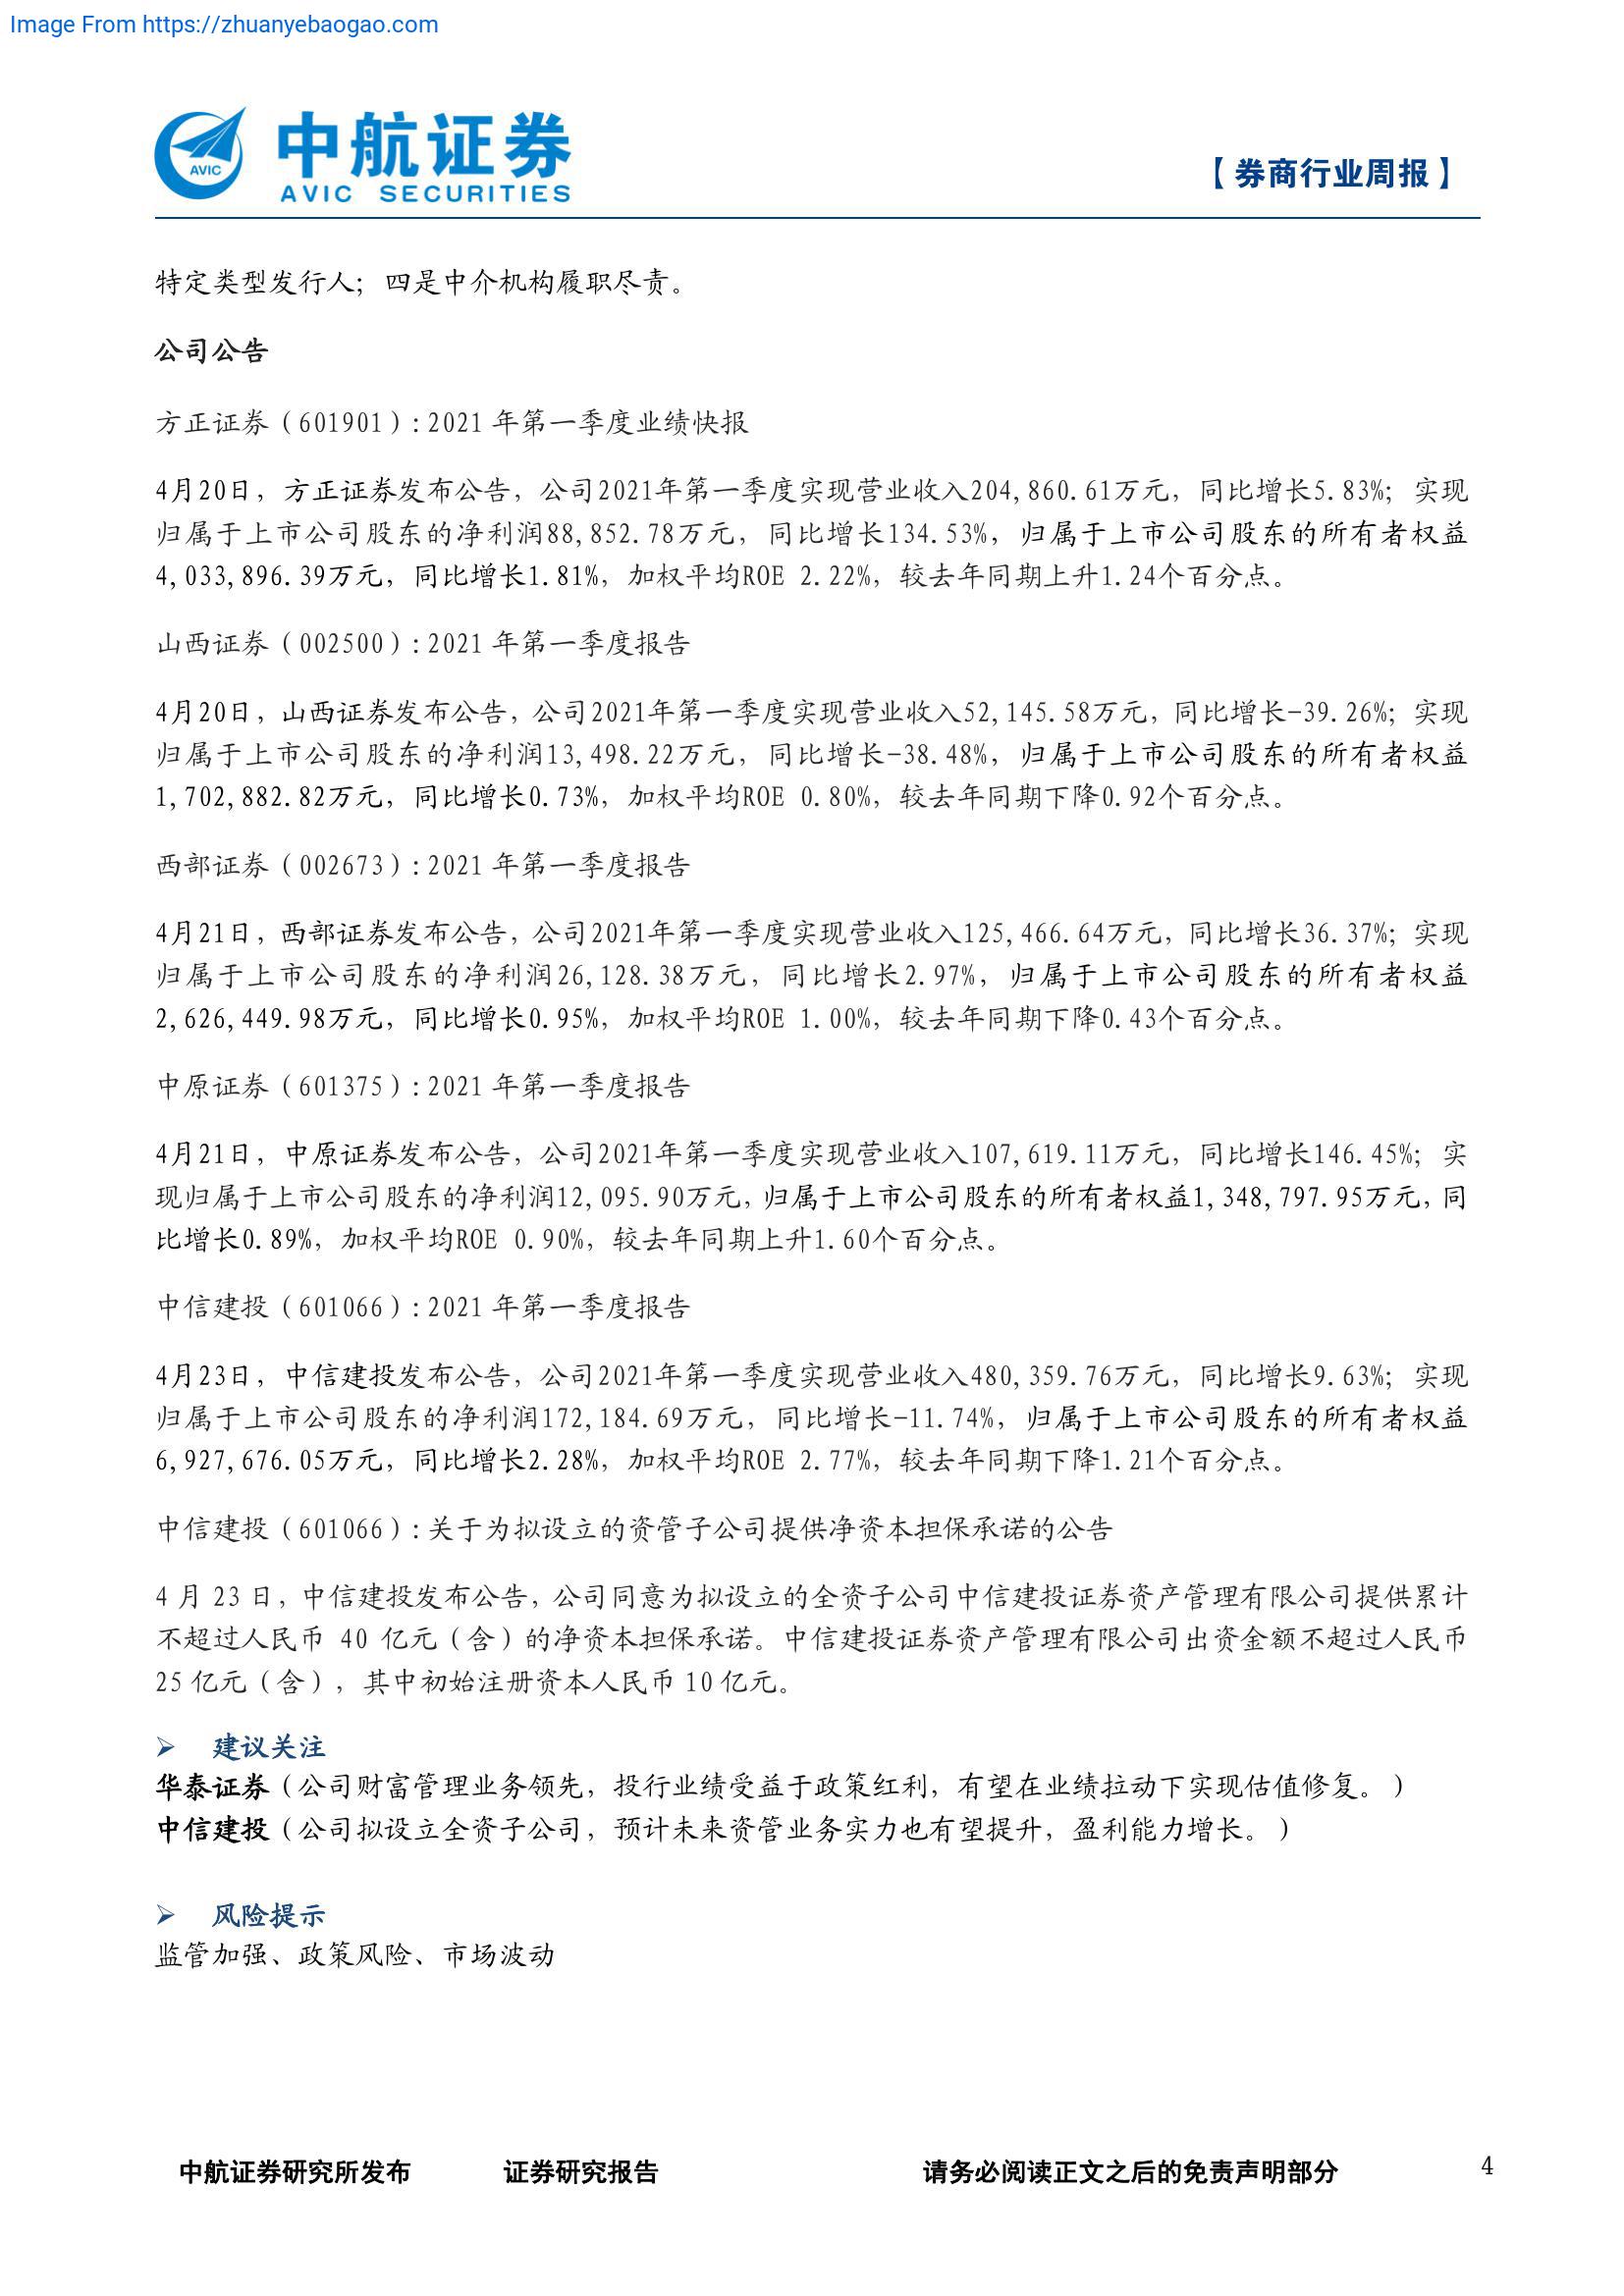 Image From https://zhuanyebaogao.com
AVIC
中航证券
AVIC SECURITIES
【券商行业周报】
特定类型发行人；四是中介机构履职尽责。
公司公告
方正证券（601901）：2021 年第一季度业绩快报
4月20日，方正证券发布公告，公司2021年第一季度实现营业收入204,860.61万元，同比增长5.83%；实现
归属于上市公司股东的净利润88,852.78万元，同比增长134.53%，归属于上市公司股东的所有者权益
4,033,896.39万元，同比增长1.81%，加权平均ROE 2.22%，较去年同期上升1.24个百分点。
山西证券（002500）：2021 年第一季度报告
4月20日，山西证券发布公告，公司2021年第一季度实现营业收入52,145.58万元，同比增长-39.26%；实现
归属于上市公司股东的净利润13,498.22万元，同比增长-38.48%，归属于上市公司股东的所有者权益
1,702,882.82万元，同比增长0.73%，加权平均ROE 0.80%，较去年同期下降0.92个百分点。
西部证券（002673）：2021 年第一季度报告
4月21日，西部证券发布公告，公司2021年第一季度实现营业收入125,466.64万元，同比增长36.37%；实现
归属于上市公司股东的净利润26,128.38万元，同比增长2.97%，归属于上市公司股东的所有者权益
2,626,449.98万元，同比增长0.95%，加权平均ROE 1.00%，较去年同期下降0.43个百分点。
中原证券（601375）：2021 年第一季度报告
4月21日，中原证券发布公告，公司2021年第一季度实现营业收入107,619.11万元，同比增长146.45%；实
现归属于上市公司股东的净利润12,095.90万元，归属于上市公司股东的所有者权益1,348,797.95万元，同
比增长0.89%，加权平均ROE 0.90%，较去年同期上升1.60个百分点。
中信建投（601066）：2021 年第一季度报告
4月23日，中信建投发布公告，公司2021年第一季度实现营业收入480,359.76万元，同比增长9.63%；实现
归属于上市公司股东的净利润172,184.69万元，同比增长-11.74%，归属于上市公司股东的所有者权益
6,927,676.05万元，同比增长2.28%，加权平均ROE 2.77%，较去年同期下降1.21个百分点。
中信建投（601066）：关于为拟设立的资管子公司提供净资本担保承诺的公告
4 月 23 日，中信建投发布公告，公司同意为拟设立的全资子公司中信建投证券资产管理有限公司提供累计
不超过人民币 40 亿元（含）的净资本担保承诺。中信建投证券资产管理有限公司出资金额不超过人民币
25 亿元（含），其中初始注册资本人民币 10 亿元。
➢ 建议关注
华泰证券（公司财富管理业务领先，投行业绩受益于政策红利，有望在业绩拉动下实现估值修复。）
中信建投（公司拟设立全资子公司，预计未来资管业务实力也有望提升，盈利能力增长。）
➢ 风险提示
监管加强、政策风险、市场波动
中航证券研究所发布 证券研究报告 请务必阅读正文之后的免责声明部分 4